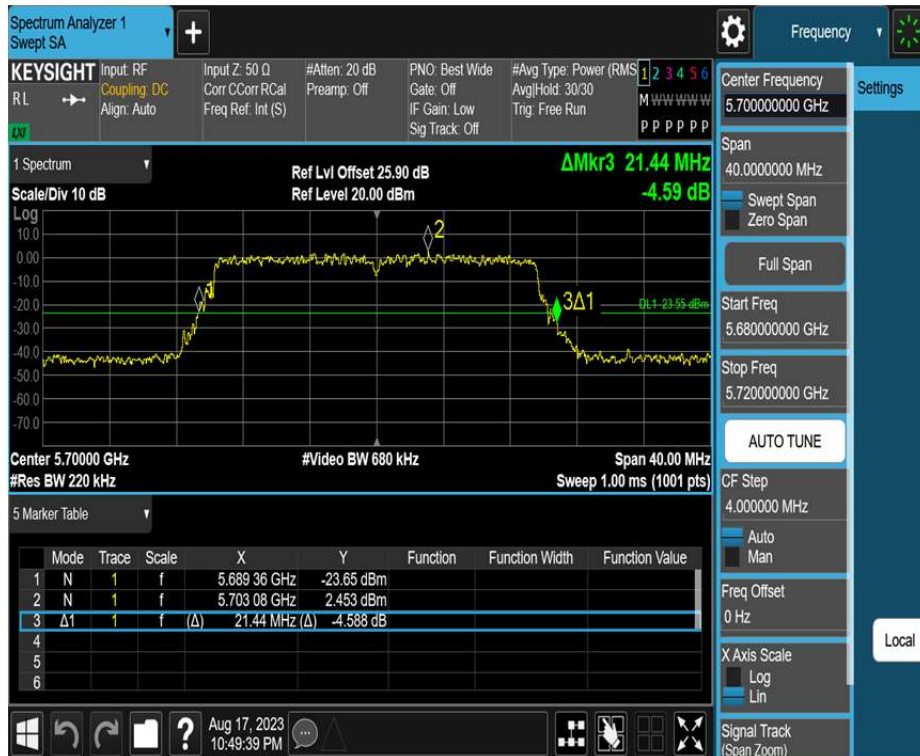 Spectrum Analyzer 1
Swept SA
+
Frequency
KEYSIGHT
RL
LXI
Input: RF
Coupling: DC
Align: Auto
Input Z: 50 Ω
Corr CCorr RCal
Freq Ref: Int (S)
#Atten: 20 dB
Preamp: Off
PNO: Best Wide
Gate: Off
IF Gain: Low
Sig Track: Off
#Avg Type: Power (RMS
Avg|Hold: 30/30
Trig: Free Run
1 2 3 4 5 6
M W W W W W
P P P P P P
1 Spectrum
Scale/Div 10 dB
Ref Lvl Offset 25.90 dB
Ref Level 20.00 dBm
ΔMkr3 21.44 MHz
-4.59 dB
Log
10.0
0.00
-10.0
-20.0
-30.0
-40.0
-50.0
-60.0
-70.0
2
3Δ1
DL1 -23.55 dBm
Center 5.70000 GHz
#Res BW 220 kHz
#Video BW 680 kHz
Span 40.00 MHz
Sweep 1.00 ms (1001 pts)
5 Marker Table
Mode Trace Scale X Y Function Function Width Function Value
1 N 1 f 5.689 36 GHz -23.65 dBm
2 N 1 f 5.703 08 GHz 2.453 dBm
3 Δ1 1 f (Δ) 21.44 MHz (Δ) -4.588 dB
4
5
6
Aug 17, 2023
10:49:39 PM
Center Frequency
5.700000000 GHz
Settings
Span
40.0000000 MHz
Swept Span
Zero Span
Full Span
Start Freq
5.680000000 GHz
Stop Freq
5.720000000 GHz
AUTO TUNE
CF Step
4.000000 MHz
Auto
Man
Freq Offset
0 Hz
Local
X Axis Scale
Log
Lin
Signal Track
(Span Zoom)